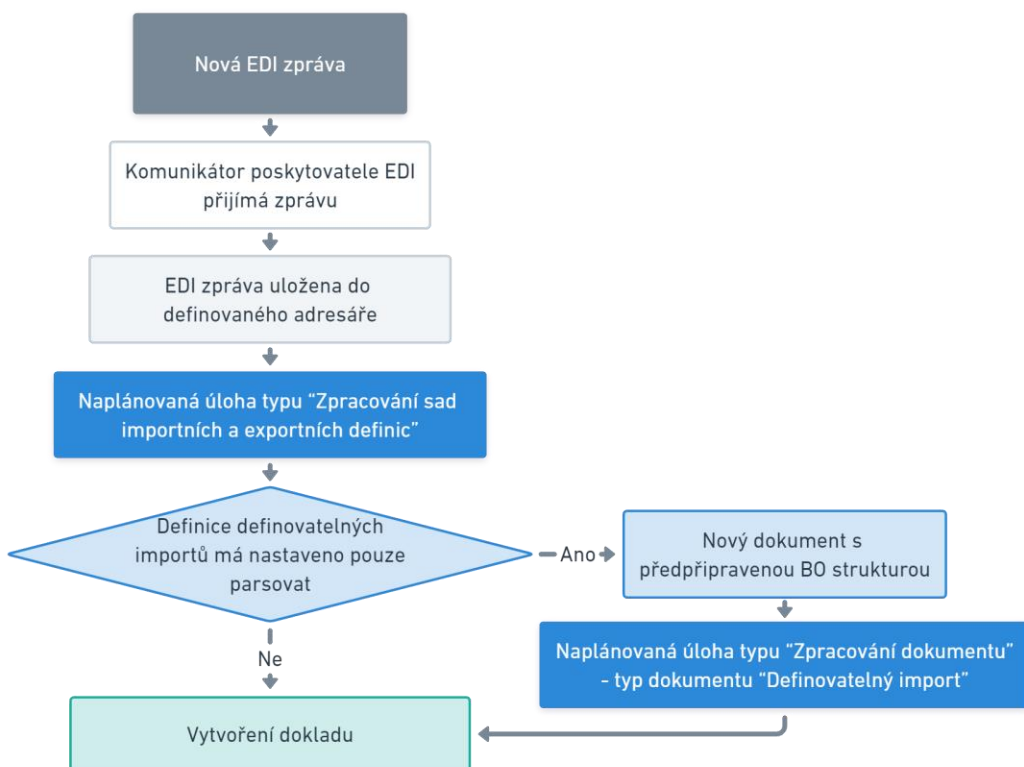 Nová EDI zpráva
Komunikátor poskytovatele EDI
přijímá zprávu
EDI zpráva uložena do
definovaného adresáře
Naplánovaná úloha typu “Zpracování sad
importních a exportních definic”
Definice definovatelných
importů má nastaveno pouze
parsovat
Ano
Nový dokument s
předpřipravenou BO strukturou
Naplánovaná úloha typu “Zpracování dokumentu”
- typ dokumentu “Definovatelný import”
Ne
Vytvoření dokladu